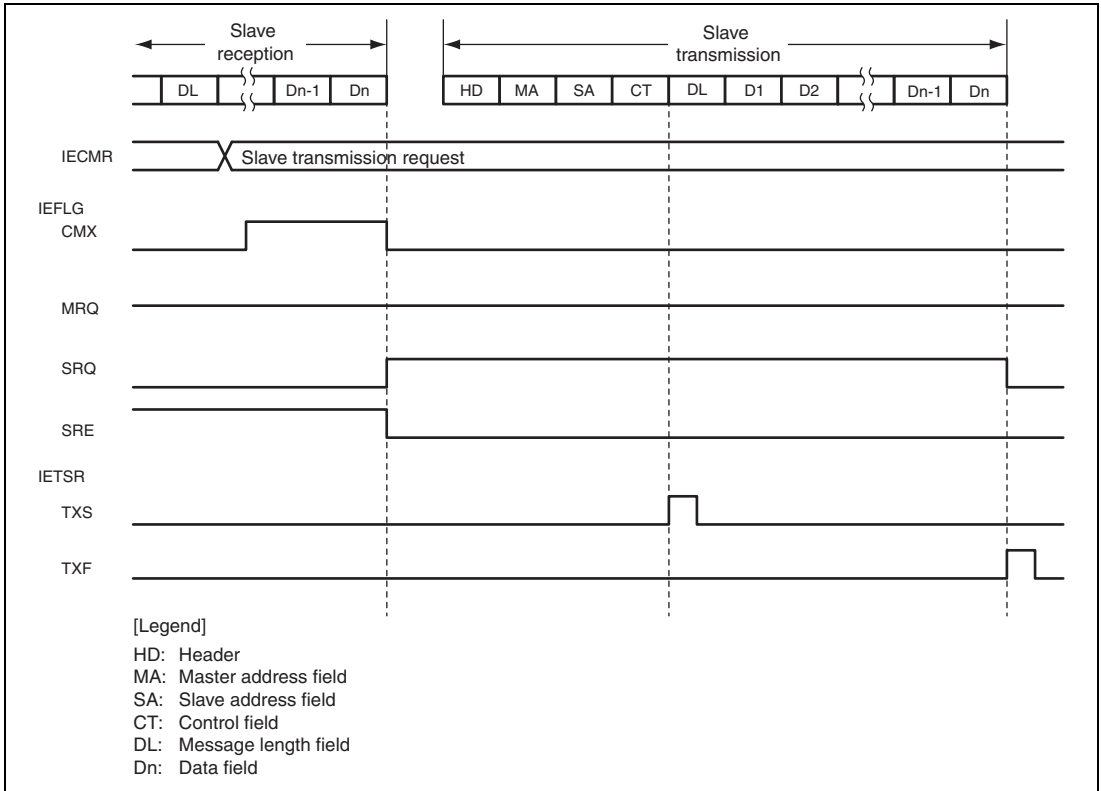 Slave
reception
Slave
transmission
DL Dn-1 Dn HD MA SA CT DL D1 D2 Dn-1 Dn
IECMR Slave transmission request
IEFLG
CMX
MRQ
SRQ
SRE
IETSR
TXS
TXF
[Legend]
HD: Header
MA: Master address field
SA: Slave address field
CT: Control field
DL: Message length field
Dn: Data field